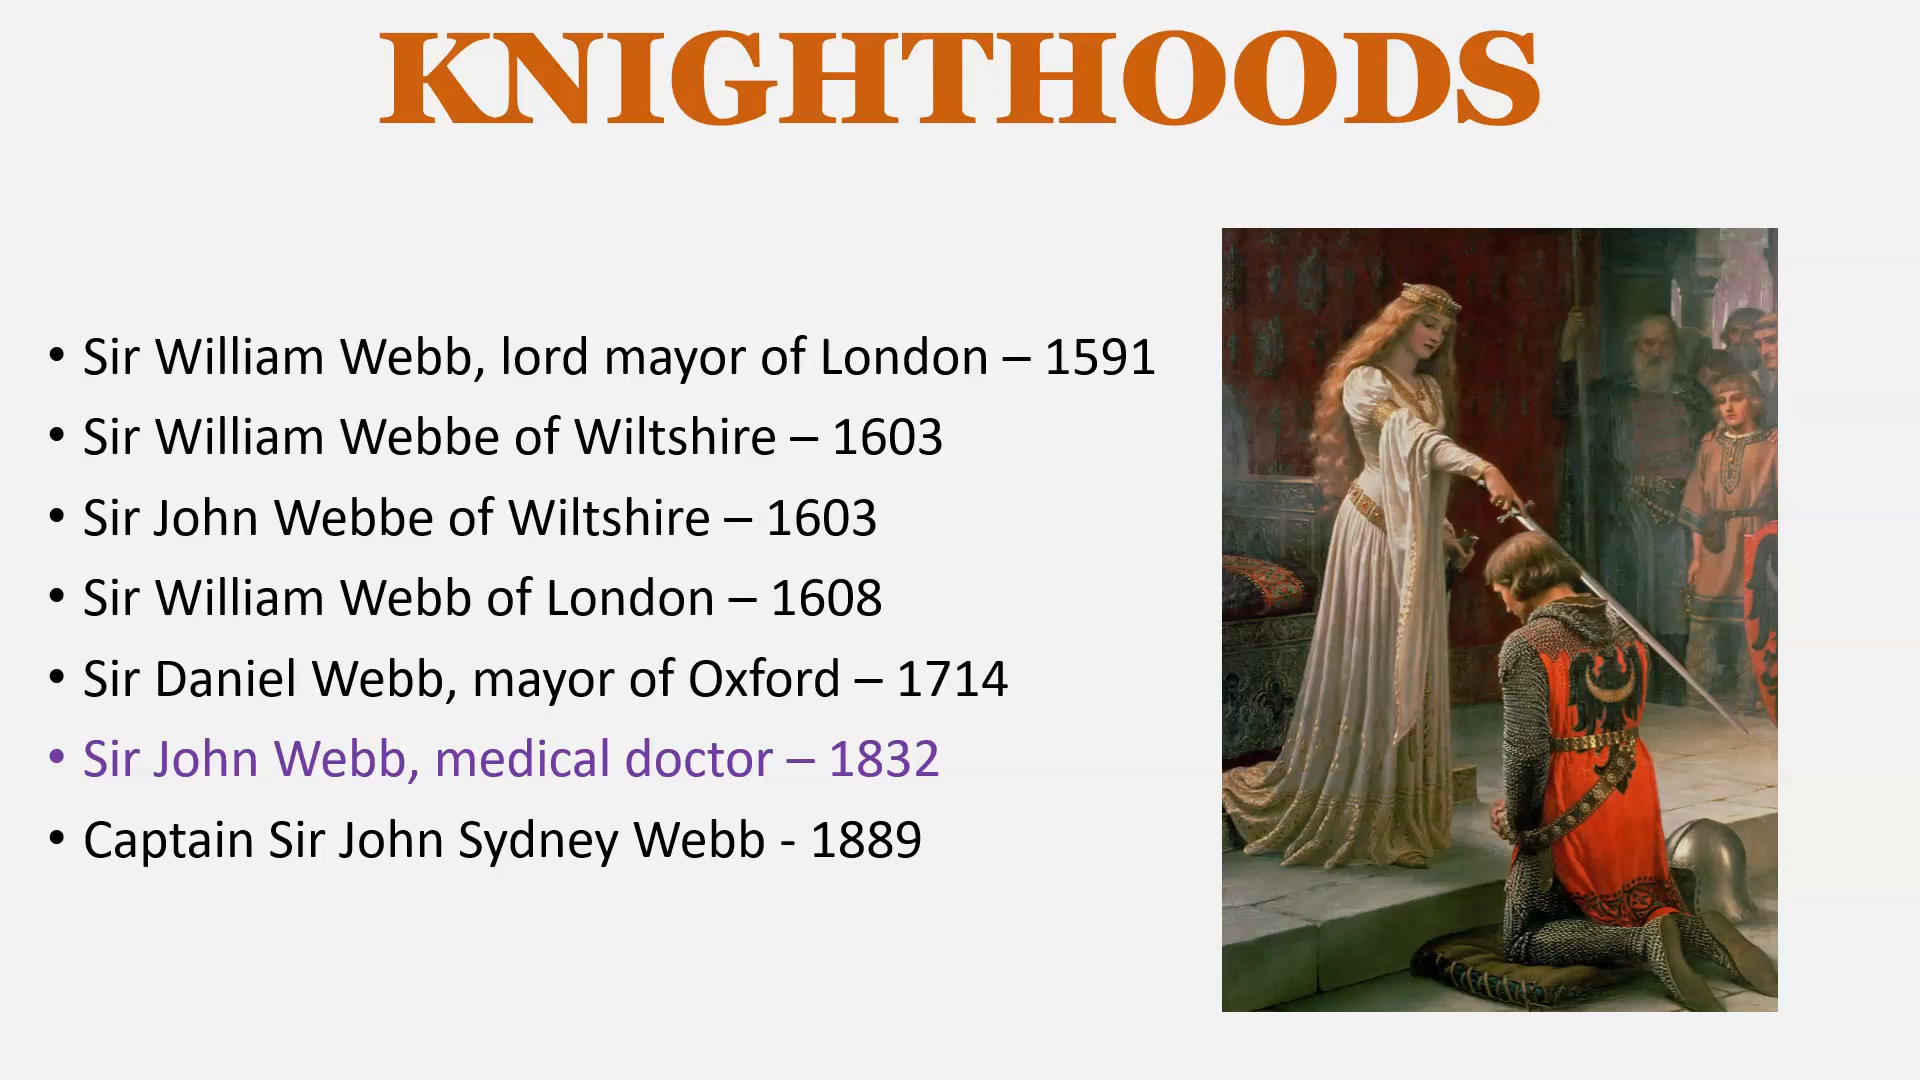 KNIGHTHOODS
• Sir William Webb, lord mayor of London – 1591
• Sir William Webbe of Wiltshire – 1603
• Sir John Webbe of Wiltshire – 1603
• Sir William Webb of London – 1608
• Sir Daniel Webb, mayor of Oxford – 1714
• Sir John Webb, medical doctor – 1832
• Captain Sir John Sydney Webb - 1889